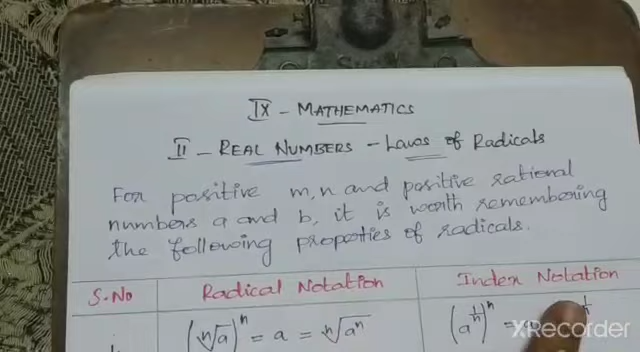 IX - MATHEMATICS
II - REAL NUMBERS - Laws of Radicals
For positive m, n and positive rational
numbers a and b, it is worth remembering
the following properties of radicals.
S.No Radical Notation Index Notation
(ⁿ√a)ⁿ = a = ⁿ√aⁿ (a^(1/n))ⁿ =
XRecorder